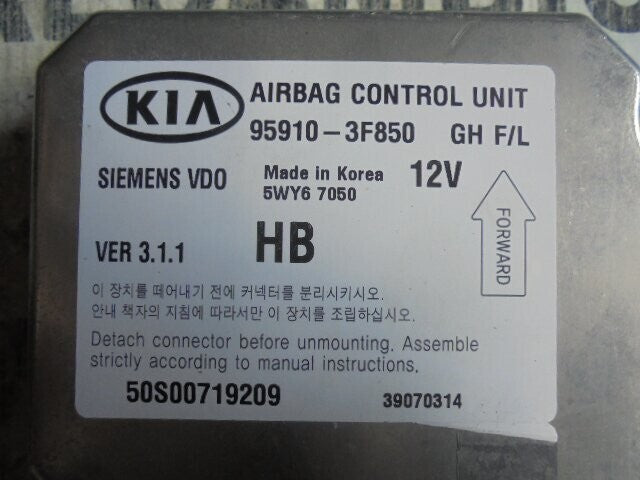 KIA
AIRBAG CONTROL UNIT
95910-3F850 GH F/L
SIEMENS VDO
Made in Korea
5WY6 7050
12V
FORWARD
VER 3.1.1
HB
이 장치를 떼어내기 전에 커넥터를 분리시키시오.
안내 책자의 지침에 따라서만 이 장치를 조립하십시오.
Detach connector before unmounting. Assemble
strictly according to manual instructions.
50S00719209
39070314